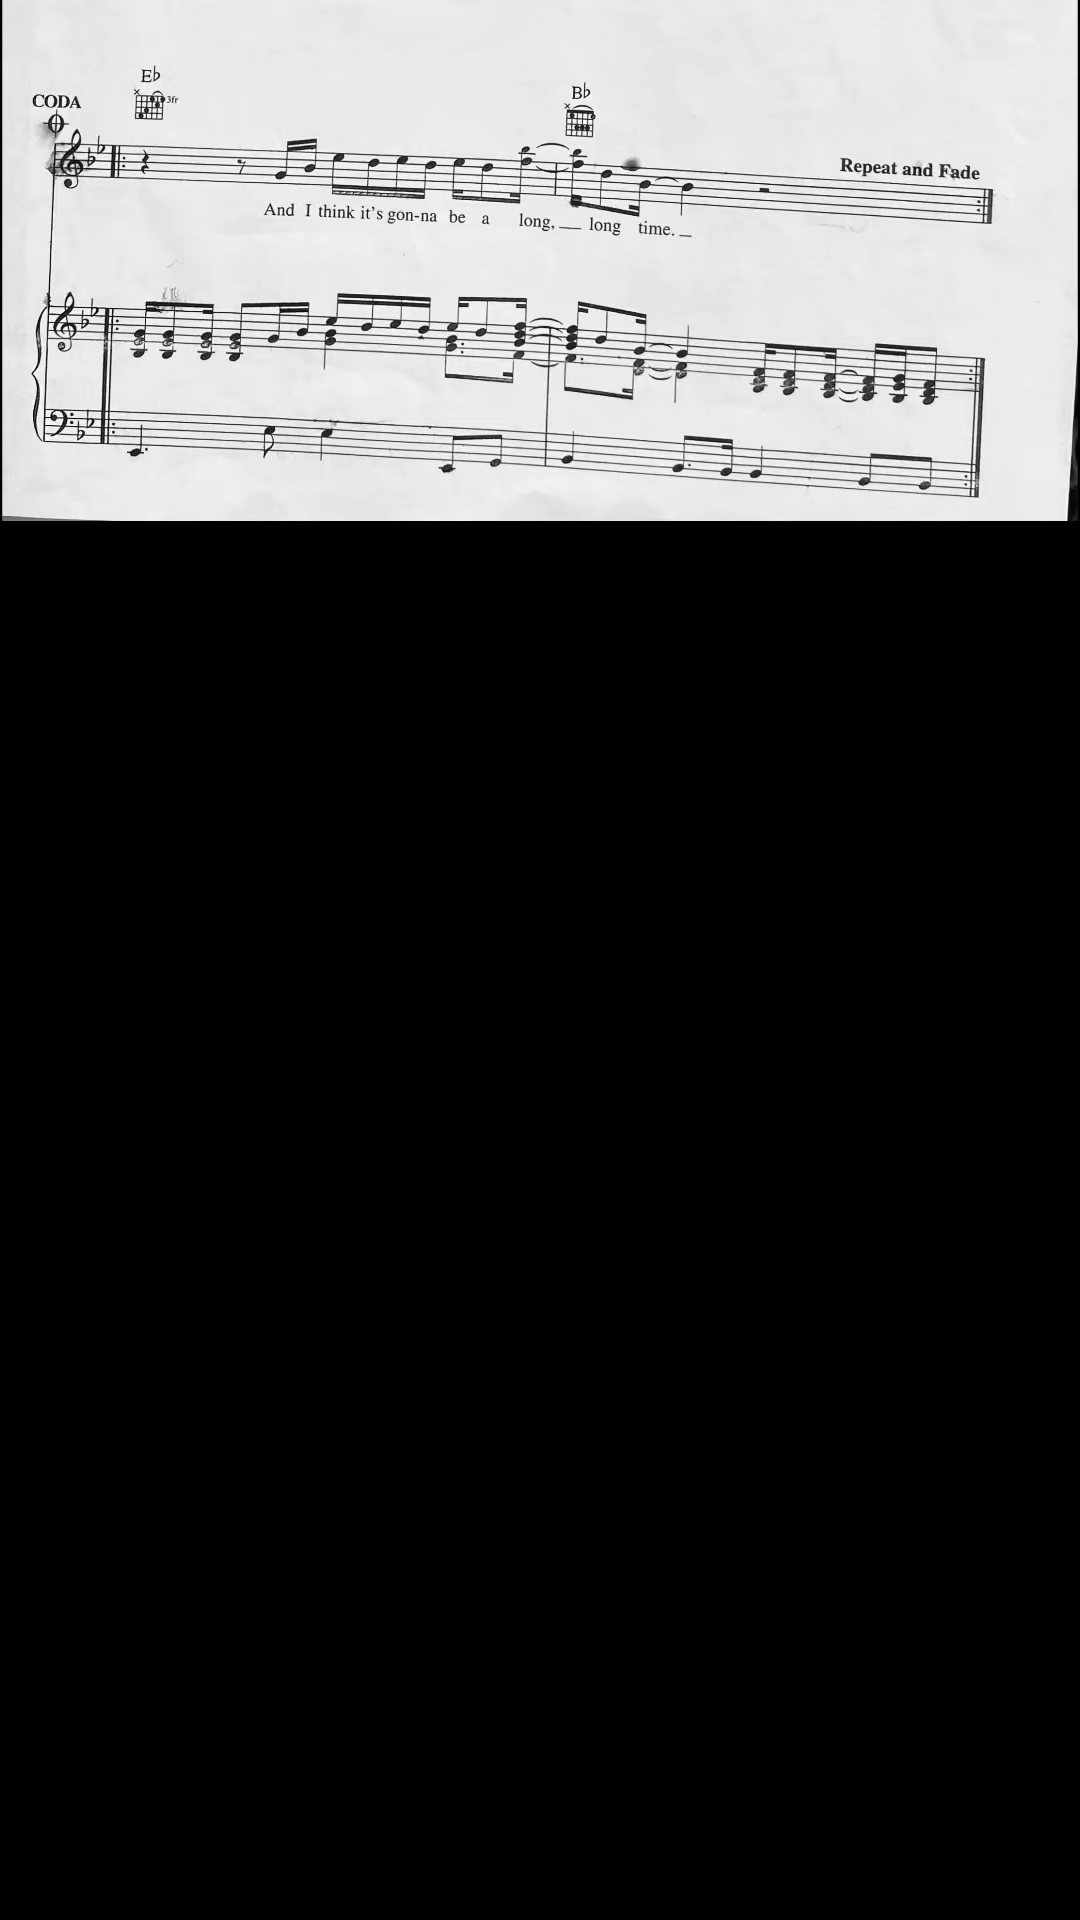 E♭
CODA
3fr
B♭
Repeat and Fade
And I think it's gon-na be a long, long time.